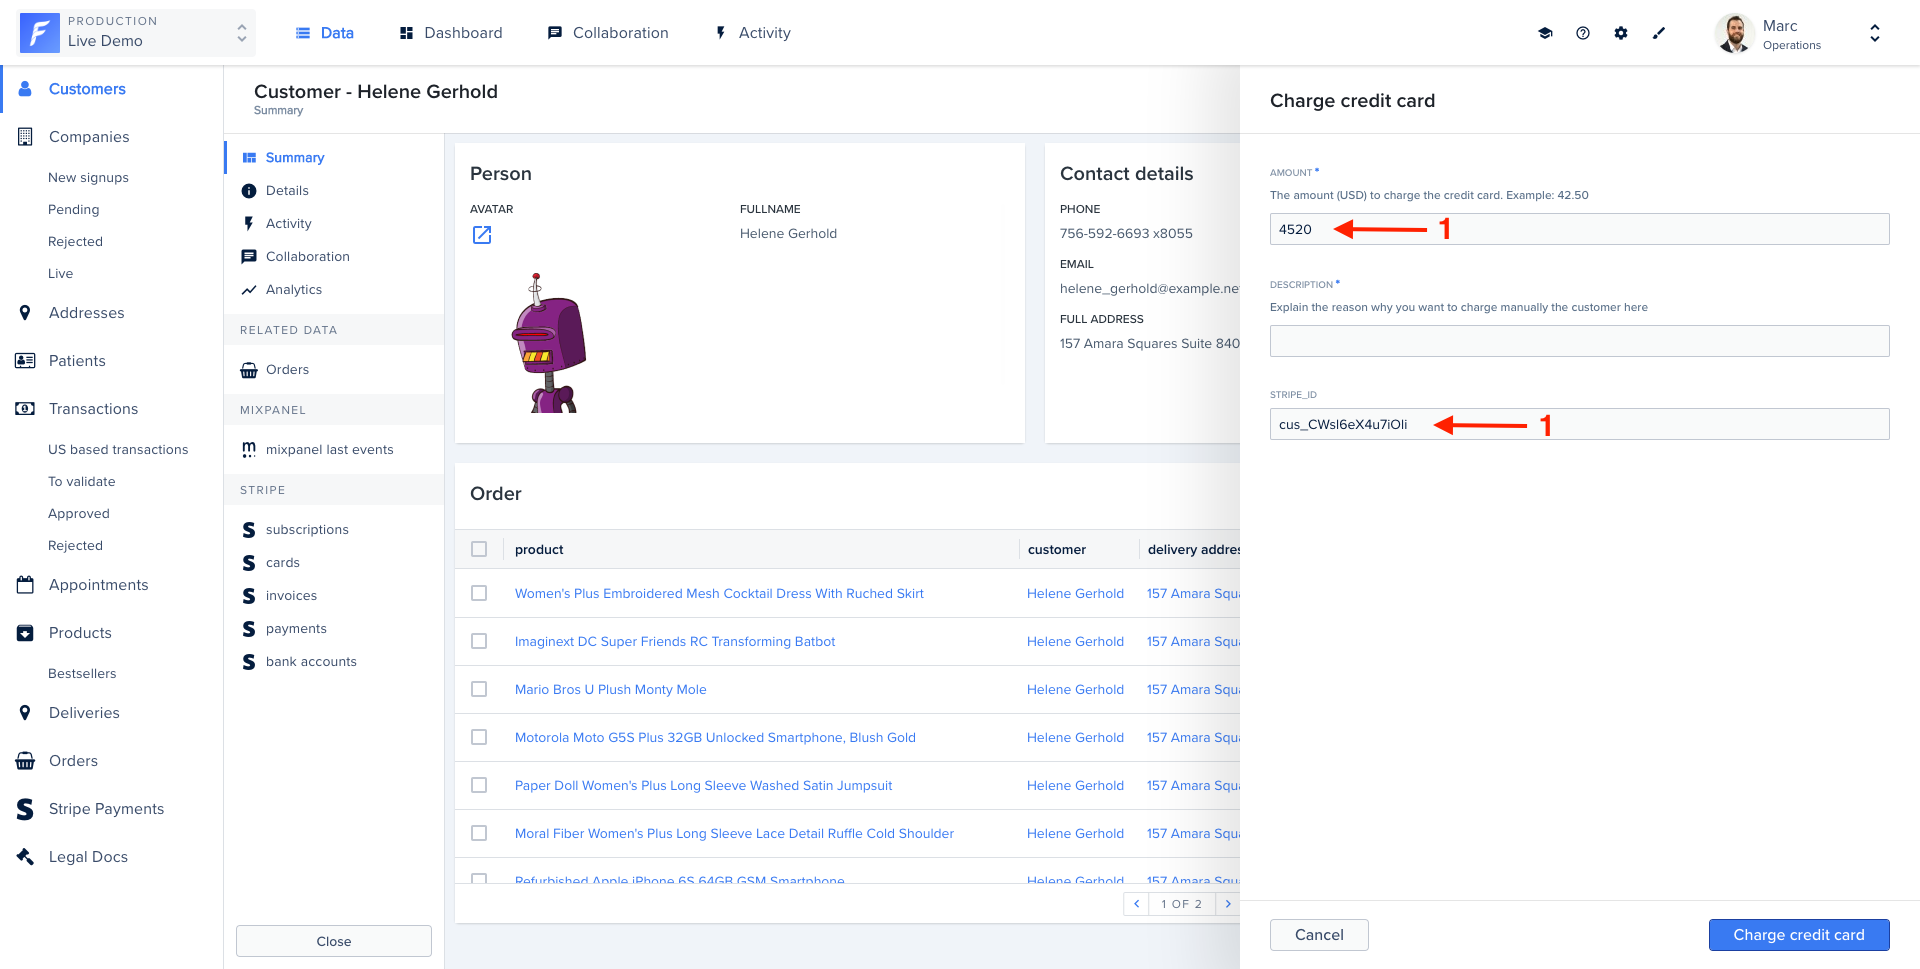 PRODUCTION
Live Demo
Data
Dashboard
Collaboration
Activity
Marc
Operations
Customers
Companies
New signups
Pending
Rejected
Live
Addresses
Patients
Transactions
US based transactions
To validate
Approved
Rejected
Appointments
Products
Bestsellers
Deliveries
Orders
Stripe Payments
Legal Docs
Customer - Helene Gerhold
Summary
Summary
Details
Activity
Collaboration
Analytics
RELATED DATA
Orders
MIXPANEL
mixpanel last events
STRIPE
subscriptions
cards
invoices
payments
bank accounts
Close
Person
AVATAR
FULLNAME
Helene Gerhold
Contact details
PHONE
756-592-6693 x8055
EMAIL
helene_gerhold@example.ne
FULL ADDRESS
157 Amara Squares Suite 840
Order
product customer delivery addres
Women's Plus Embroidered Mesh Cocktail Dress With Ruched Skirt Helene Gerhold 157 Amara Squa
Imaginext DC Super Friends RC Transforming Batbot Helene Gerhold 157 Amara Squa
Mario Bros U Plush Monty Mole Helene Gerhold 157 Amara Squa
Motorola Moto G5S Plus 32GB Unlocked Smartphone, Blush Gold Helene Gerhold 157 Amara Squa
Paper Doll Women's Plus Long Sleeve Washed Satin Jumpsuit Helene Gerhold 157 Amara Squa
Moral Fiber Women's Plus Long Sleeve Lace Detail Ruffle Cold Shoulder Helene Gerhold 157 Amara Squa
Refurbished Apple iPhone 6S 64GB GSM Smartphone Helene Gerhold 157 Amara Squa
1 OF 2
Charge credit card
AMOUNT *
The amount (USD) to charge the credit card. Example: 42.50
4520 1
DESCRIPTION *
Explain the reason why you want to charge manually the customer here
STRIPE_ID
cus_CWsl6eX4u7iOli 1
Cancel
Charge credit card